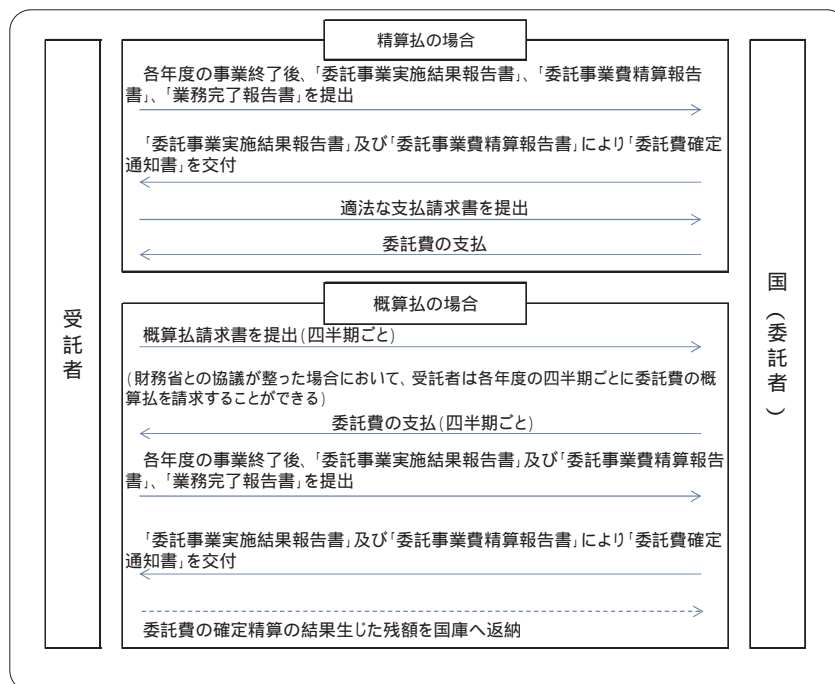 精算払の場合
各年度の事業終了後、「委託事業実施結果報告書」、「委託事業費精算報告
書」、「業務完了報告書」を提出
「委託事業実施結果報告書」及び「委託事業費精算報告書」により「委託費確定
通知書」を交付
適法な支払請求書を提出
委託費の支払
受託者
国（委託者）
概算払の場合
概算払請求書を提出(四半期ごと)
(財務省との協議が整った場合において、受託者は各年度の四半期ごとに委託費の概
算払を請求することができる)
委託費の支払(四半期ごと)
各年度の事業終了後、「委託事業実施結果報告書」及び「委託事業費精算報告
書」、「業務完了報告書」を提出
「委託事業実施結果報告書」及び「委託事業費精算報告書」により「委託費確定
通知書」を交付
委託費の確定精算の結果生じた残額を国庫へ返納